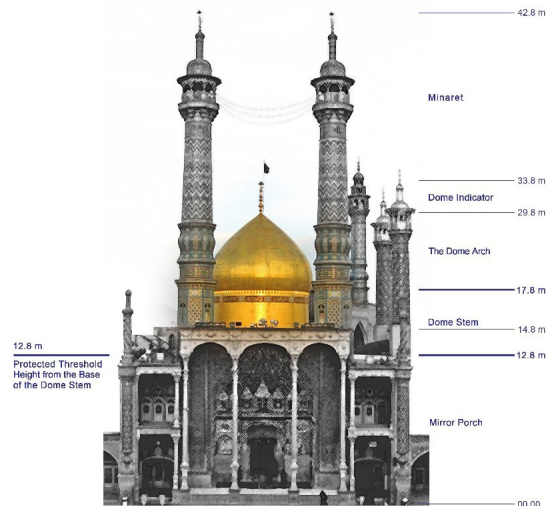 42.8 m
Minaret
33.8 m
Dome Indicator
29.8 m
The Dome Arch
17.8 m
Dome Stem
14.8 m
12.8 m
12.8 m
Protected Threshold
Height from the Base
of the Dome Stem
Mirror Porch
00.00